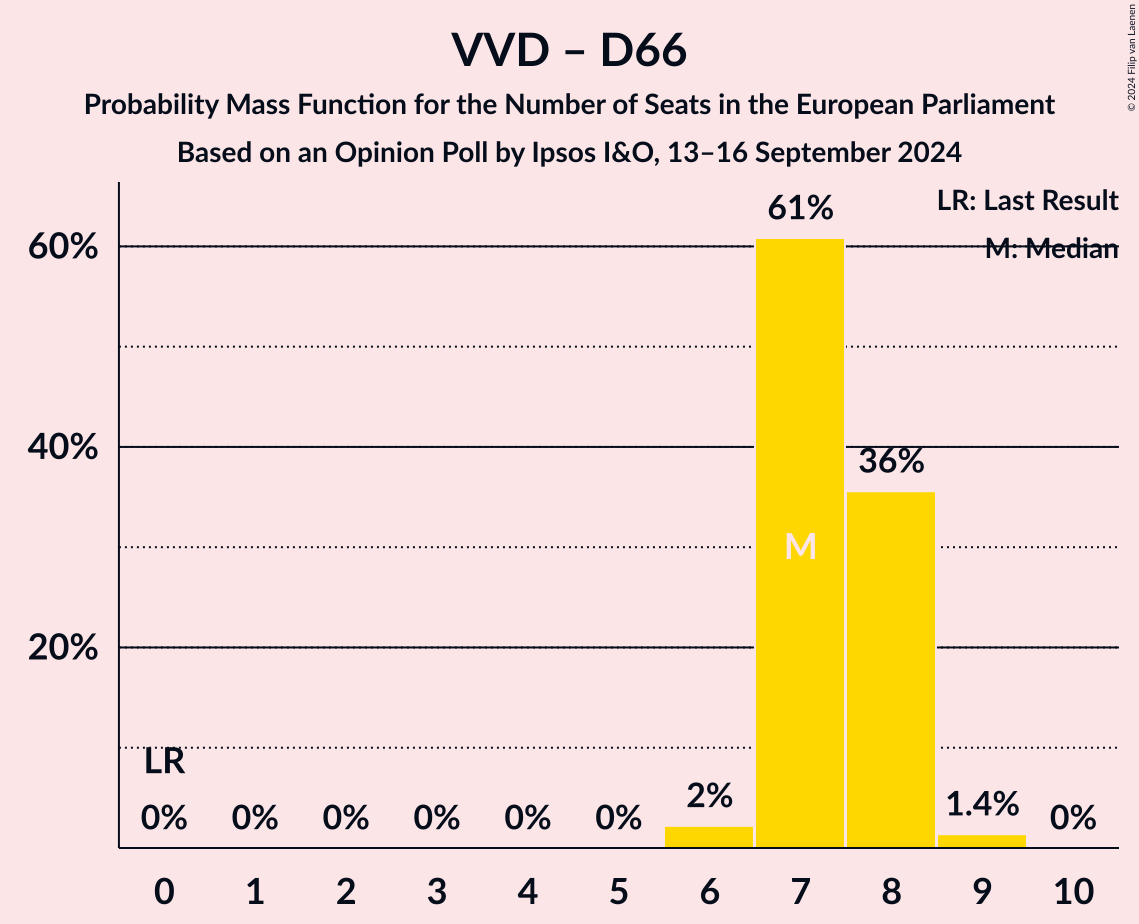 VVD – D66
Probability Mass Function for the Number of Seats in the European Parliament
Based on an Opinion Poll by Ipsos I&O, 13–16 September 2024
© 2024 Filip van Laenen
LR: Last Result
M: Median
61%
60%
40%
36%
M
20%
LR
0% 0% 0% 0% 0% 0% 2% 1.4% 0%
0 1 2 3 4 5 6 7 8 9 10